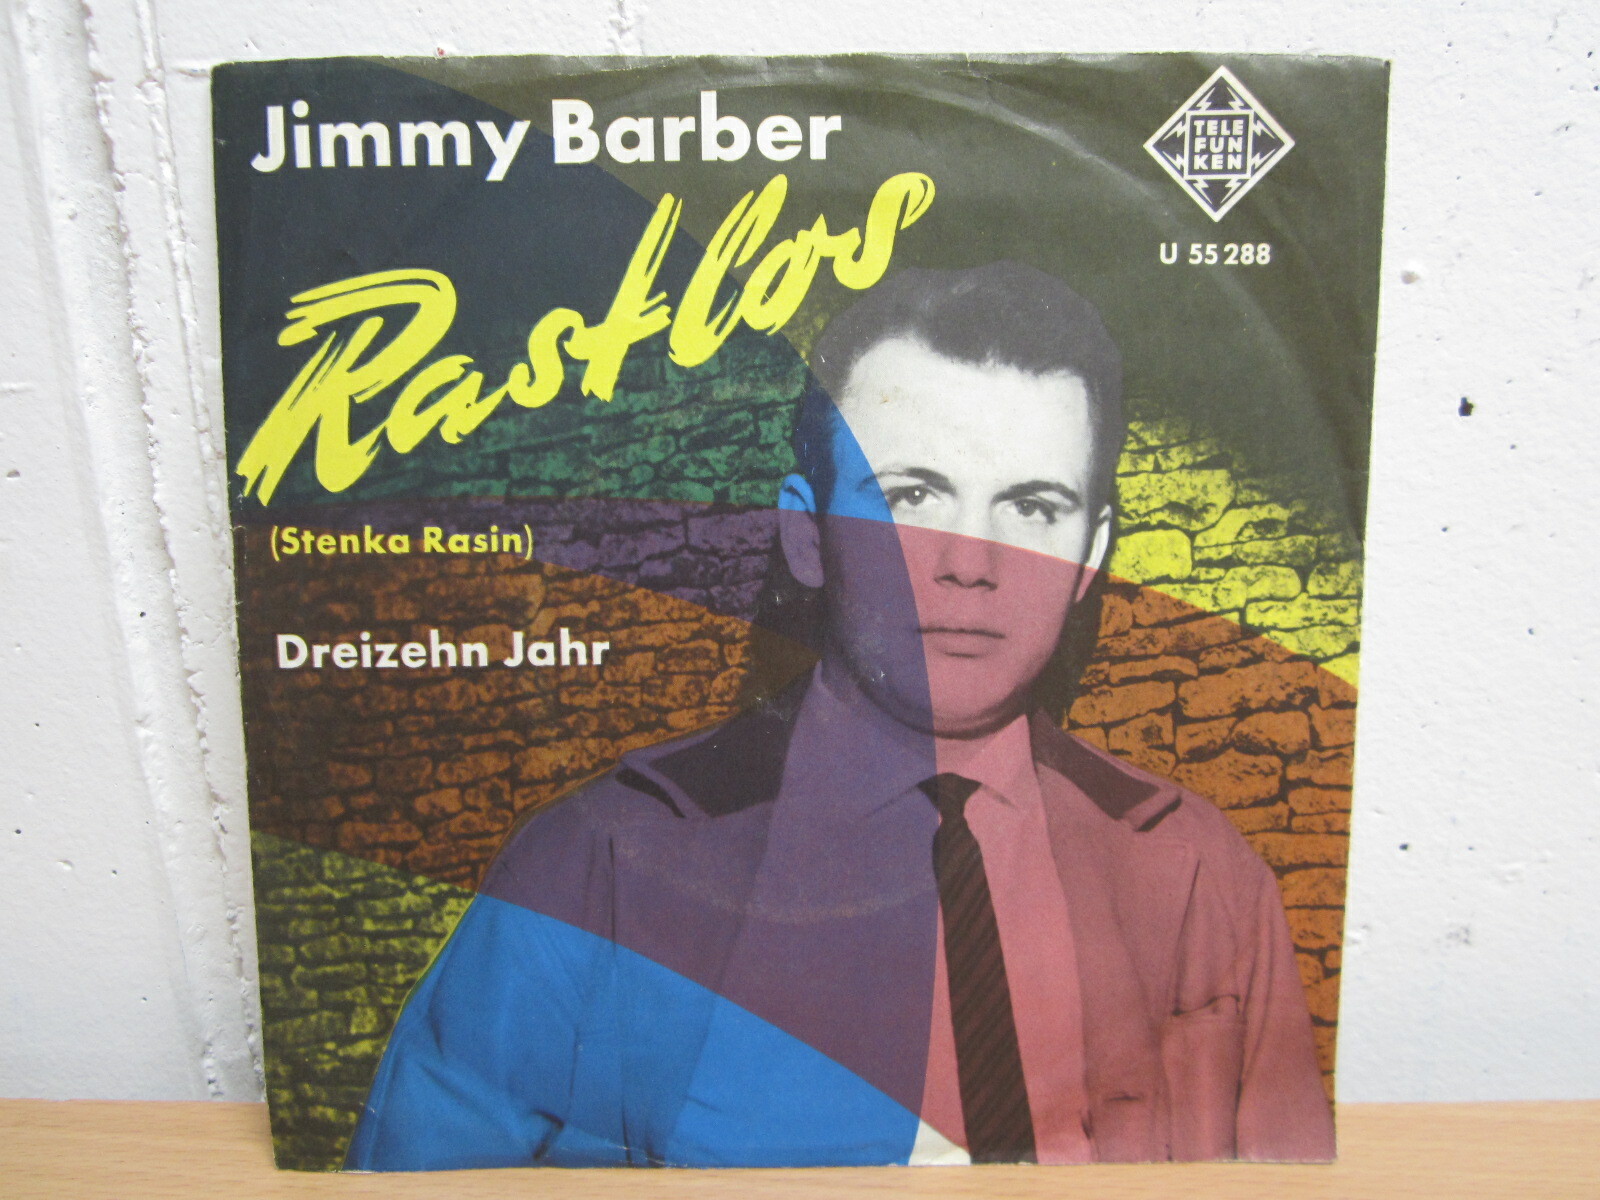 Jimmy Barber
TELE
FUN
KEN
U 55 288
Rastlos
(Stenka Rasin)
Dreizehn Jahr